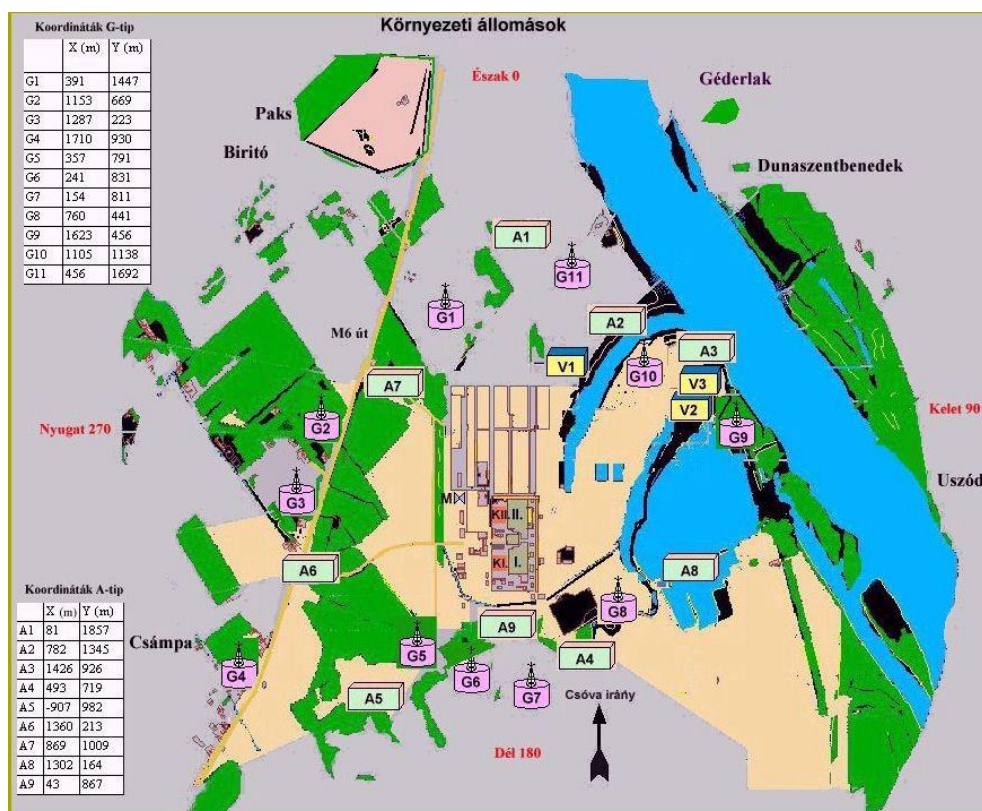 Környezeti állomások
Koordináták G-tip
X (m) Y (m)
G1 391 1447
G2 1153 669
G3 1287 223
G4 1710 930
G5 357 791
G6 241 831
G7 154 811
G8 760 441
G9 1623 456
G10 1105 1138
G11 456 1692
Észak 0
Géderlak
Paks
Biritó
Dunaszentbenedek
A1
G11
G1
A2
M6 út
A3
V1
G10
A7
V3
V2
Kelet 90
Nyugat 270
G2
G9
Uszód
G3
M
KII. II.
KI. I.
A6
A8
Koordináták A-tip
X (m) Y (m)
A1 81 1857
A2 782 1345
A3 1426 926
A4 493 719
A5 -907 982
A6 1360 213
A7 869 1009
A8 1302 164
A9 43 867
G8
A9
Csámpa
G5
A4
G4
G6
G7
A5
Csóva irány
Dél 180